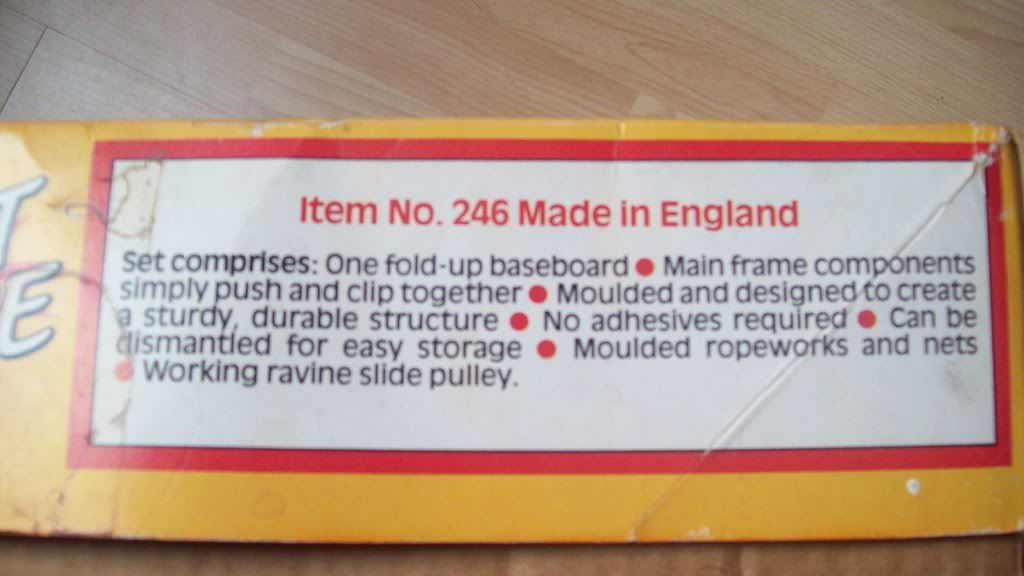 T
E
Item No. 246 Made in England
Set comprises: One fold-up baseboard ● Main frame components
simply push and clip together ● Moulded and designed to create
a sturdy, durable structure ● No adhesives required ● Can be
dismantled for easy storage ● Moulded ropeworks and nets
● Working ravine slide pulley.